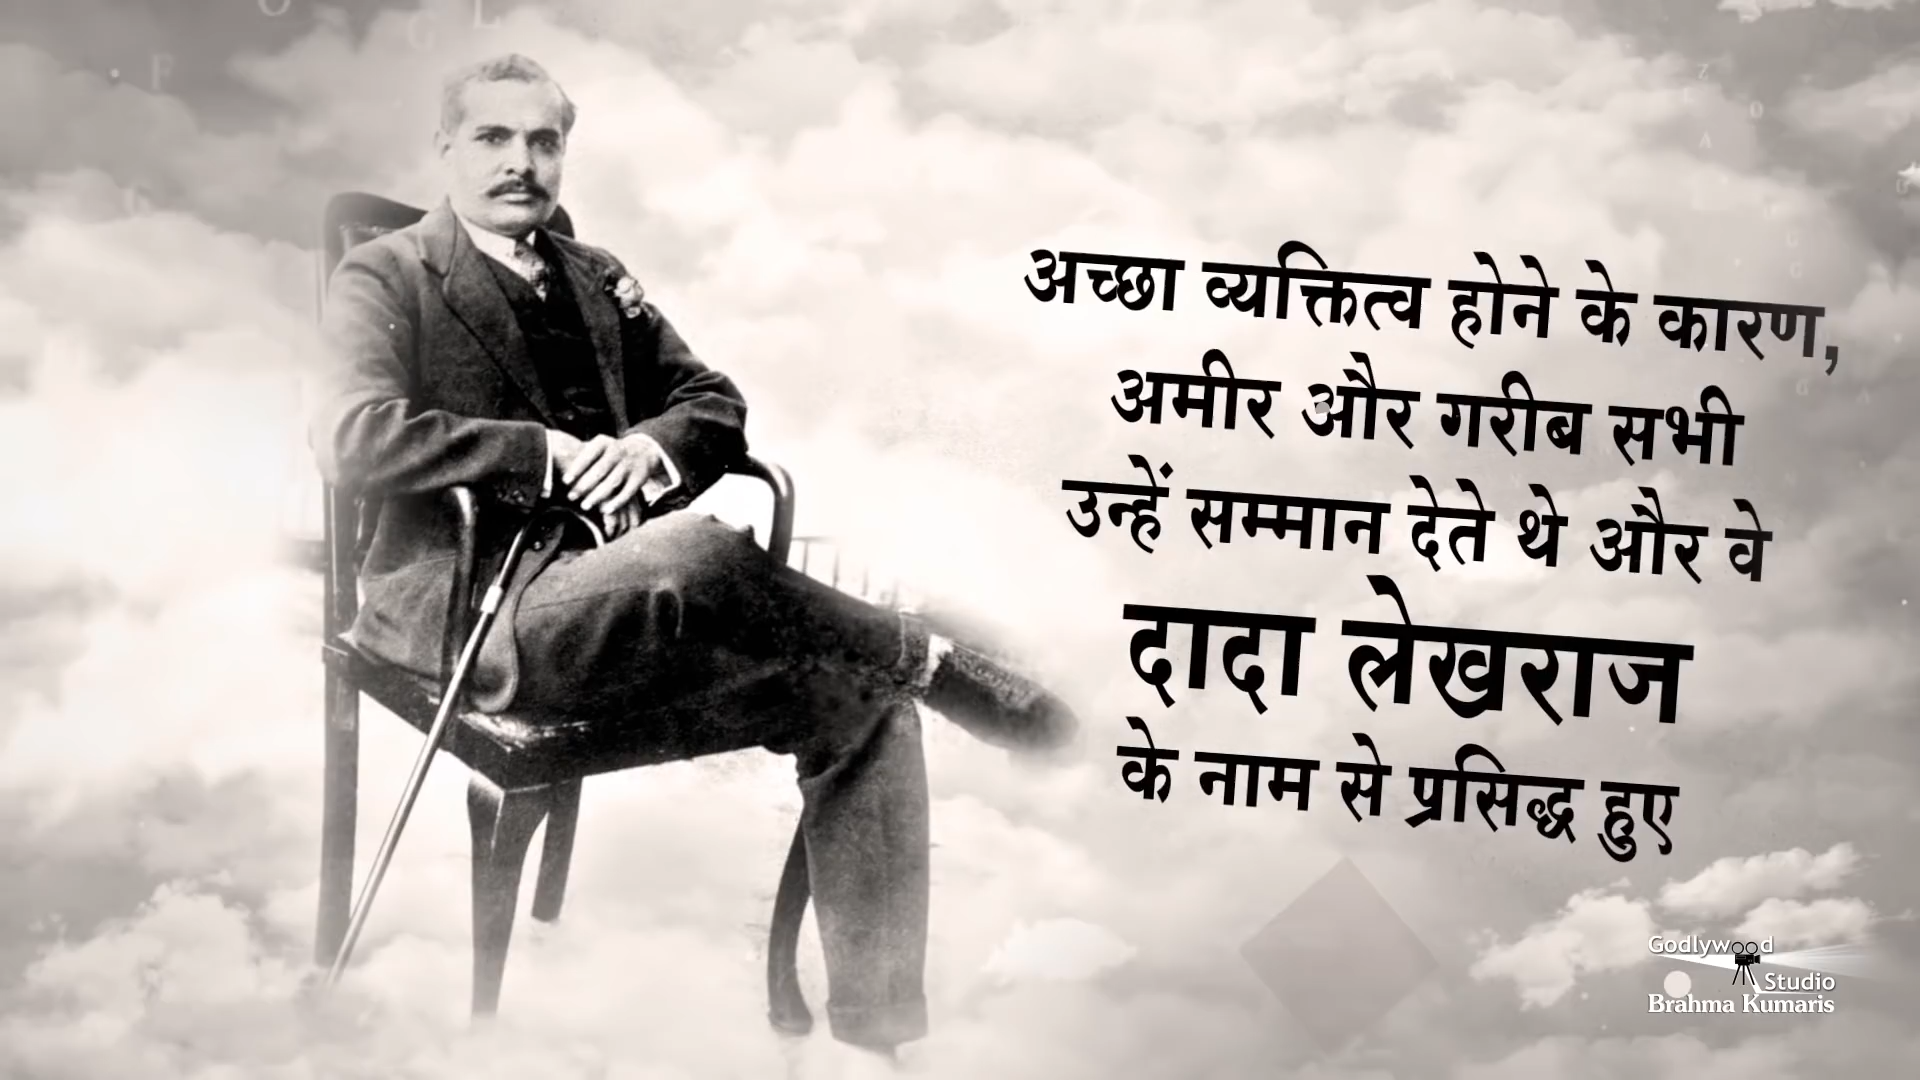 अच्छा व्यक्तित्व होने के कारण,
अमीर और गरीब सभी
उन्हें सम्मान देते थे और वे
दादा लेखराज
के नाम से प्रसिद्ध हुए
Godlywood
Studio
Brahma Kumaris